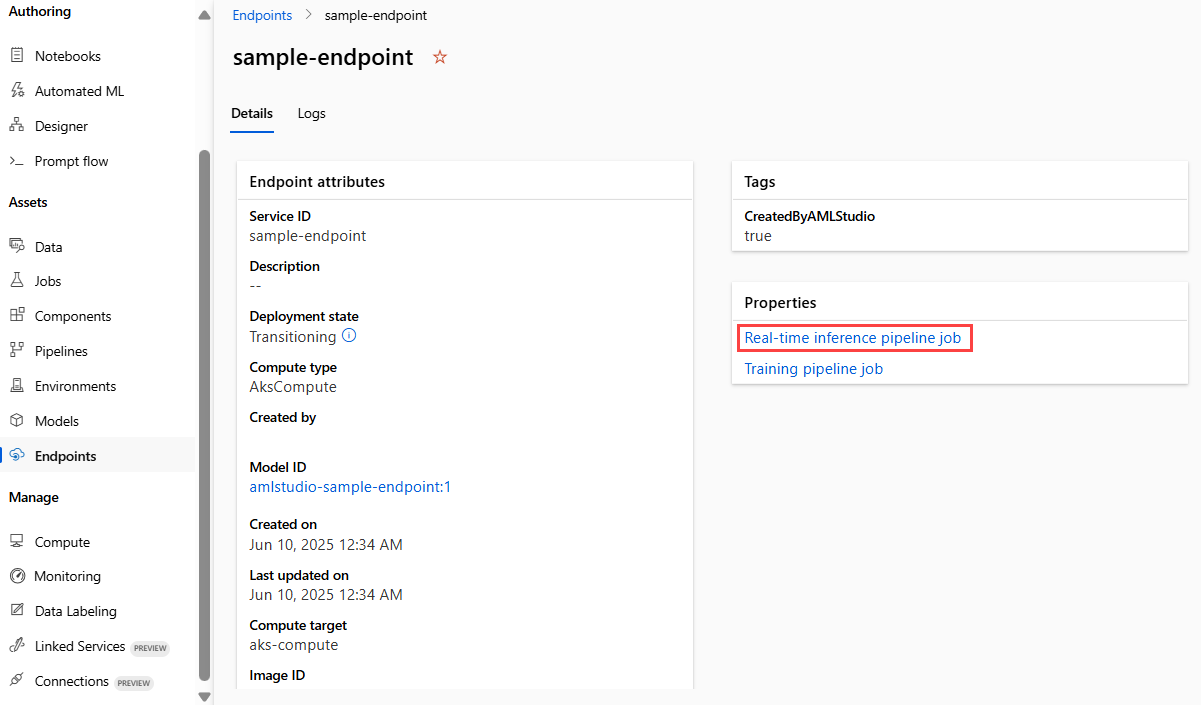 Authoring
Notebooks
Automated ML
Designer
Prompt flow
Assets
Data
Jobs
Components
Pipelines
Environments
Models
Endpoints
Manage
Compute
Monitoring
Data Labeling
Linked Services PREVIEW
Connections PREVIEW
Endpoints > sample-endpoint
sample-endpoint
Details Logs
Endpoint attributes
Service ID
sample-endpoint
Description
--
Deployment state
Transitioning
Compute type
AksCompute
Created by
Model ID
amlstudio-sample-endpoint:1
Created on
Jun 10, 2025 12:34 AM
Last updated on
Jun 10, 2025 12:34 AM
Compute target
aks-compute
Image ID
Tags
CreatedByAMLStudio
true
Properties
Real-time inference pipeline job
Training pipeline job